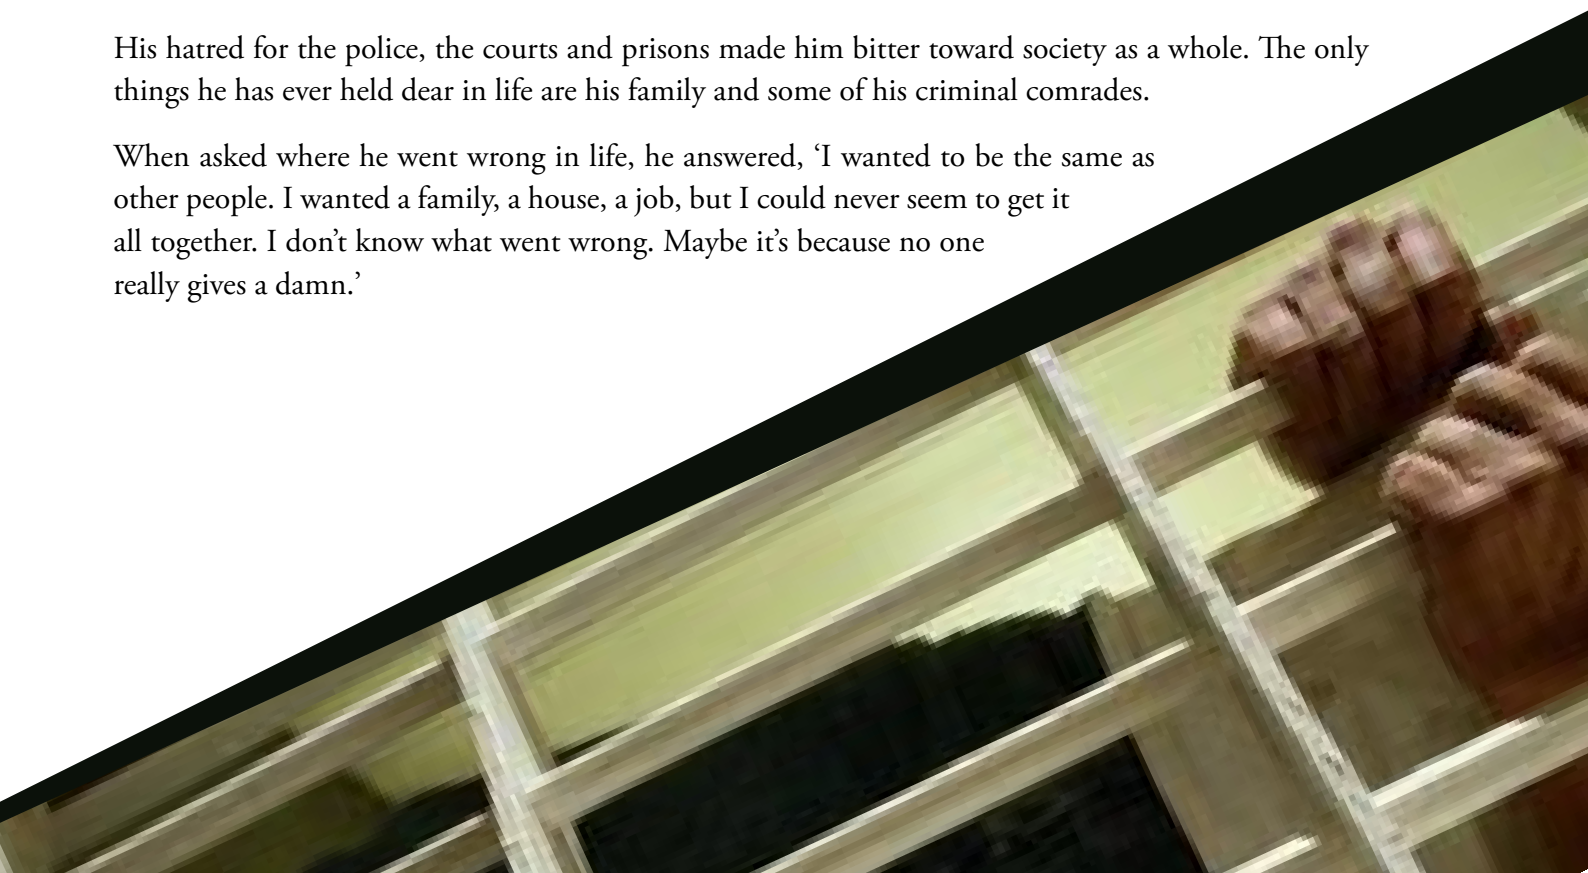 His hatred for the police, the courts and prisons made him bitter toward society as a whole. The only
things he has ever held dear in life are his family and some of his criminal comrades.
When asked where he went wrong in life, he answered, ‘I wanted to be the same as
other people. I wanted a family, a house, a job, but I could never seem to get it
all together. I don’t know what went wrong. Maybe it’s because no one
really gives a damn.’